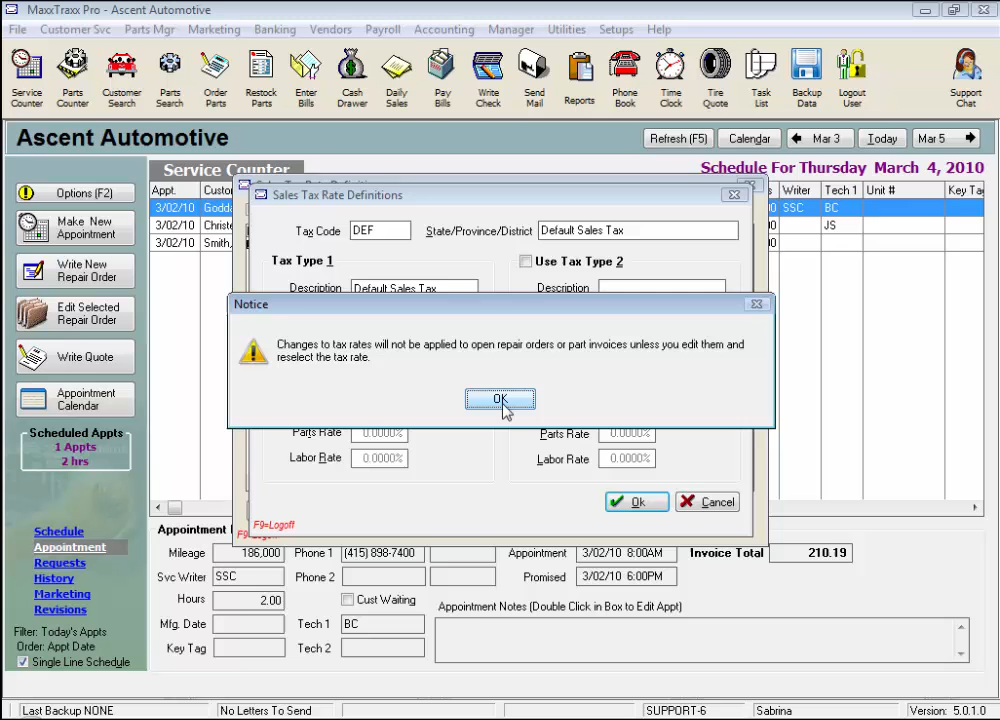 MaxxTraxx Pro - Ascent Automotive
File Customer Svc Parts Mgr Marketing Banking Vendors Payroll Accounting Manager Utilities Setups Help
Service Counter
Parts Counter
Customer Search
Parts Search
Order Parts
Restock Parts
Enter Bills
Cash Drawer
Daily Sales
Pay Bills
Write Check
Send Mail
Reports
Phone Book
Time Clock
Tire Quote
Task List
Backup Data
Logout User
Support Chat
Ascent Automotive
Refresh (F5) Calendar Mar 3 Today Mar 5
Service Counter
Schedule For Thursday March 4, 2010
Options (F2)
Make New
Appointment
Write New
Repair Order
Edit Selected
Repair Order
Write Quote
Appointment
Calendar
Scheduled Appts
1 Appts
2 hrs
Schedule
Appointment
Requests
History
Marketing
Revisions
Filter: Today's Appts
Order: Appt Date
Single Line Schedule
Appt. Writer Tech 1 Unit # Key Tag
3/02/10 SSC BC
3/02/10 JS
3/02/10 Smith,
Sales Tax Rate Definitions
Tax Code DEF State/Province/District Default Sales Tax
Tax Type 1 Use Tax Type 2
Description Default Sales Tax Description
Notice
Changes to tax rates will not be applied to open repair orders or part invoices unless you edit them and
reselect the tax rate.
OK
Parts Rate 0.0000% Parts Rate 0.0000%
Labor Rate 0.0000% Labor Rate 0.0000%
Ok Cancel
F9=Logoff
Appointment
Mileage 186,000 Phone 1 (415) 898-7400 Appointment 3/02/10 8:00AM Invoice Total 210.19
Svc Writer SSC Phone 2 Promised 3/02/10 6:00PM
Hours 2.00 Cust Waiting Appointment Notes (Double Click in Box to Edit Appt)
Mfg. Date Tech 1 BC
Key Tag Tech 2
Last Backup NONE No Letters To Send SUPPORT-6 Sabrina Version: 5.0.1.0